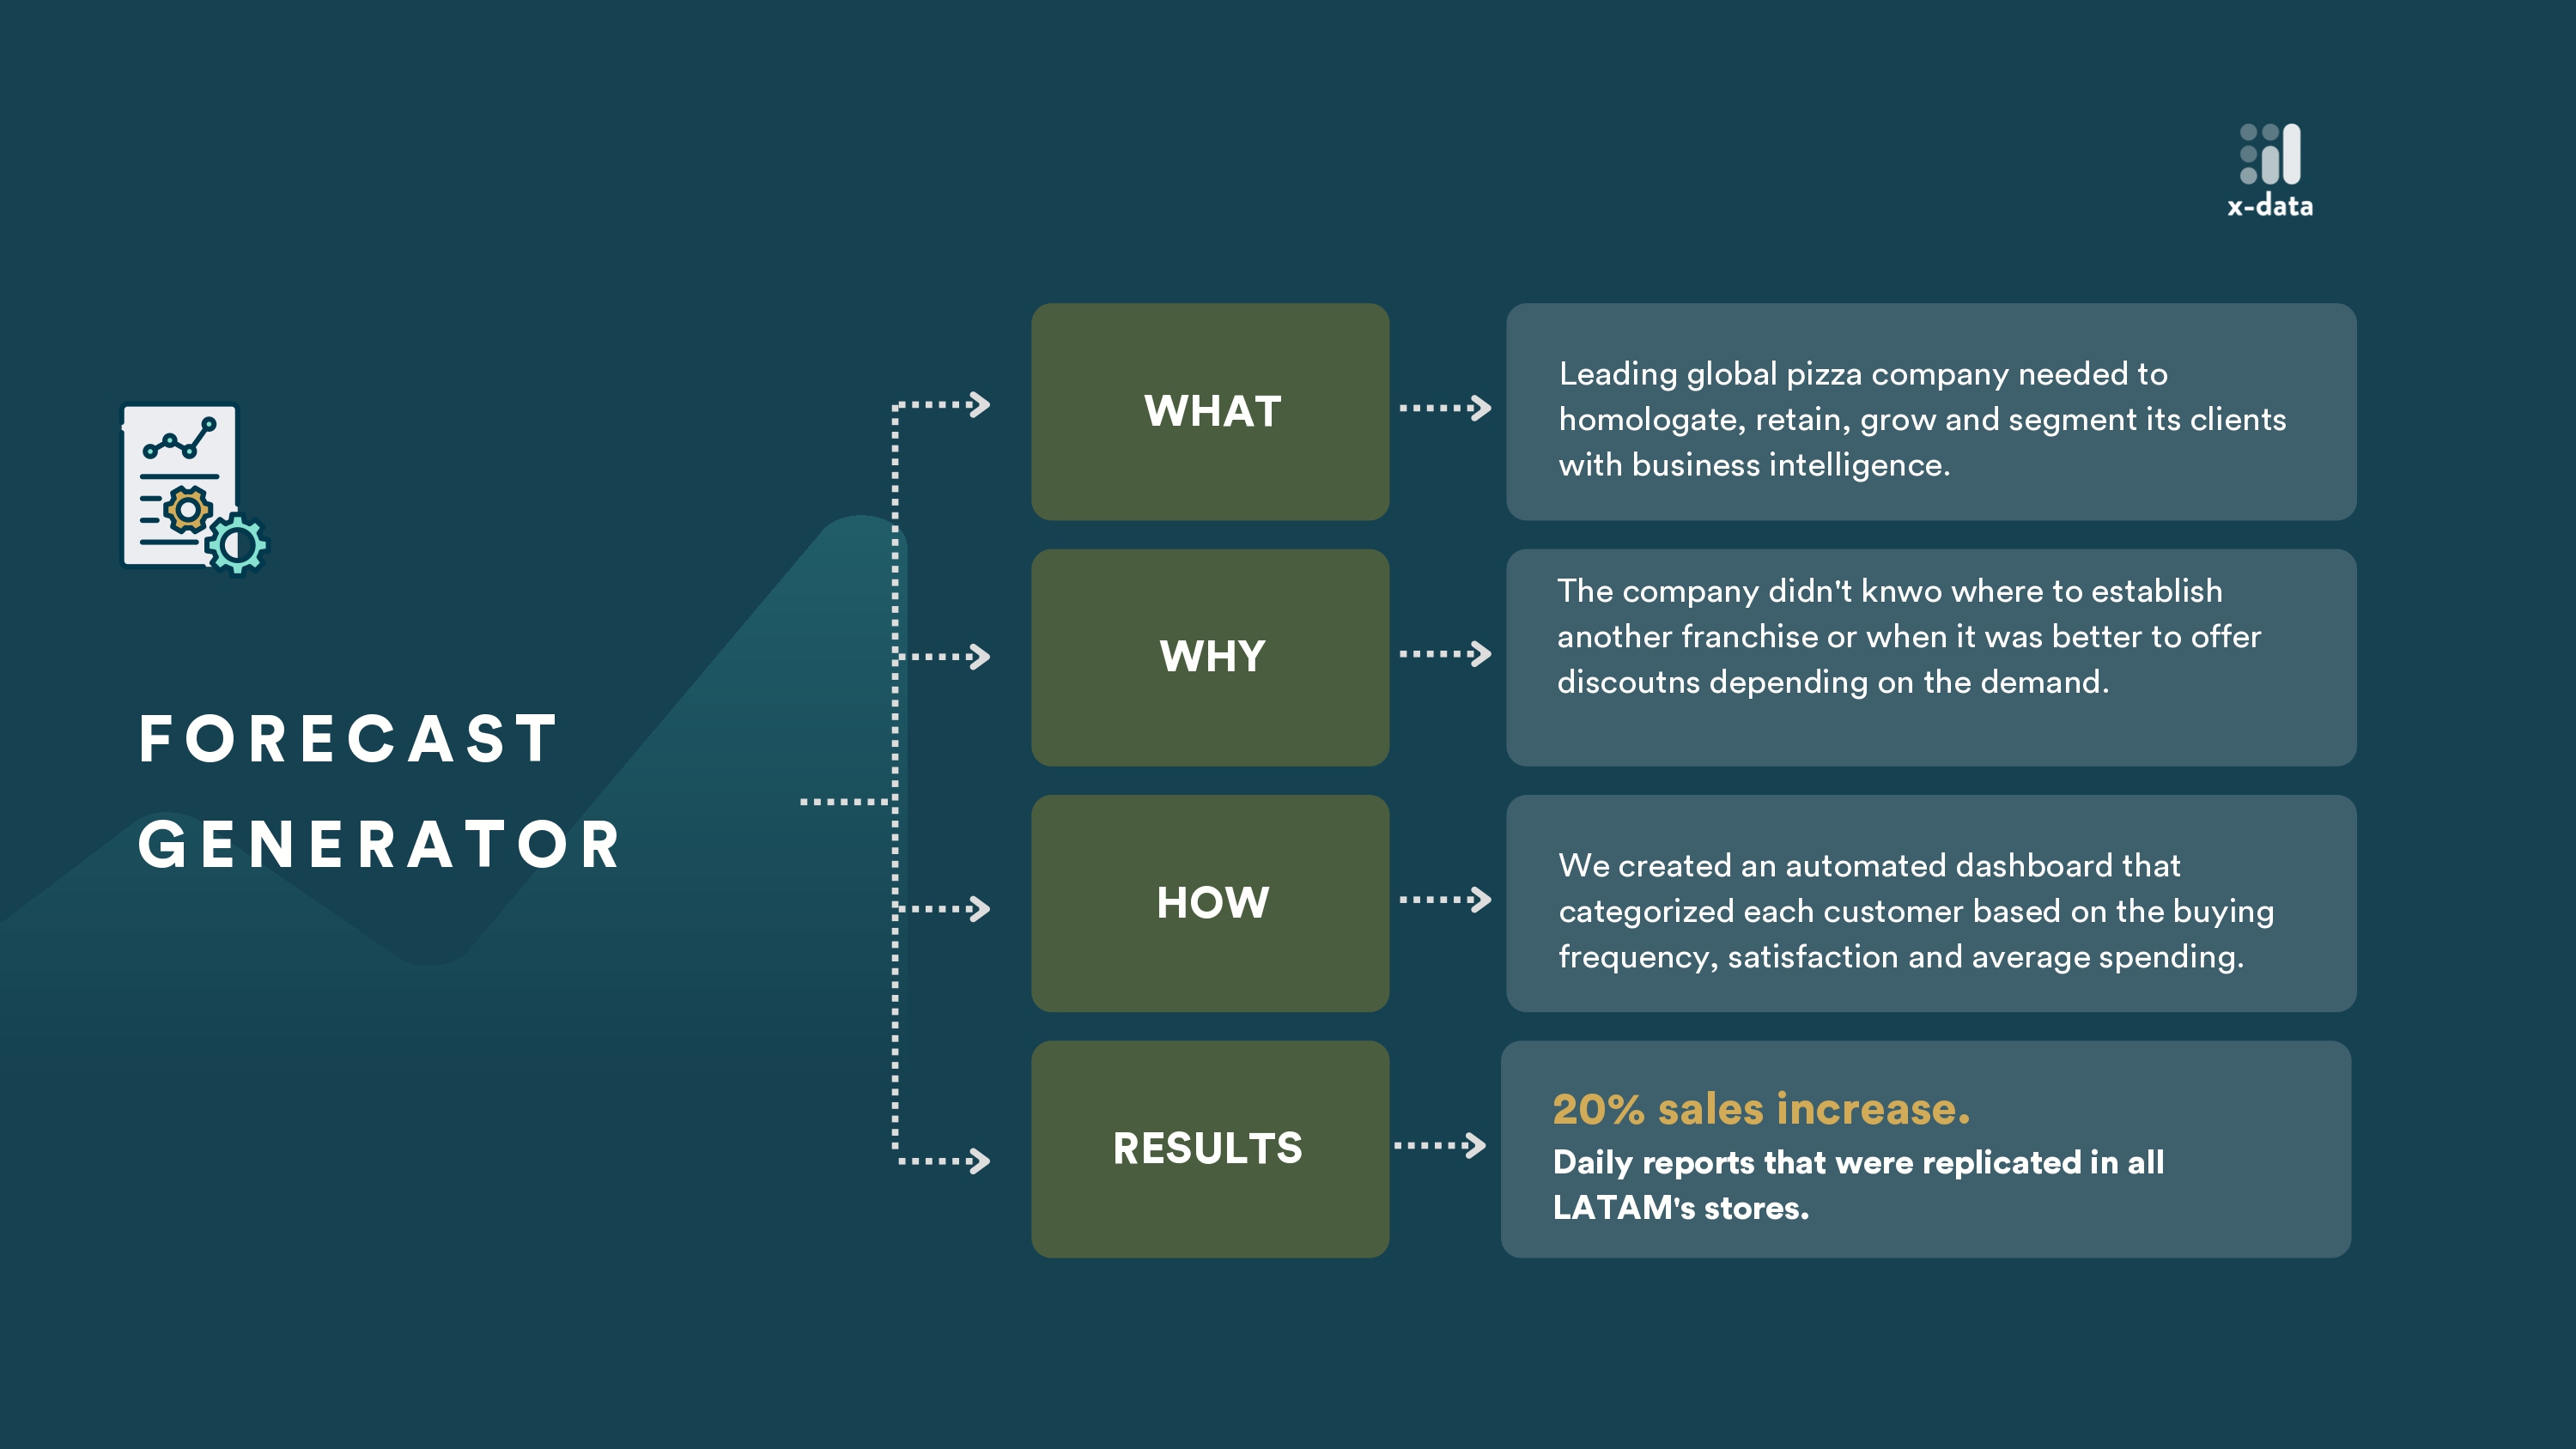 x-data
FORECAST
GENERATOR
WHAT
Leading global pizza company needed to
homologate, retain, grow and segment its clients
with business intelligence.
WHY
The company didn't knwo where to establish
another franchise or when it was better to offer
discoutns depending on the demand.
HOW
We created an automated dashboard that
categorized each customer based on the buying
frequency, satisfaction and average spending.
RESULTS
20% sales increase.
Daily reports that were replicated in all
LATAM's stores.